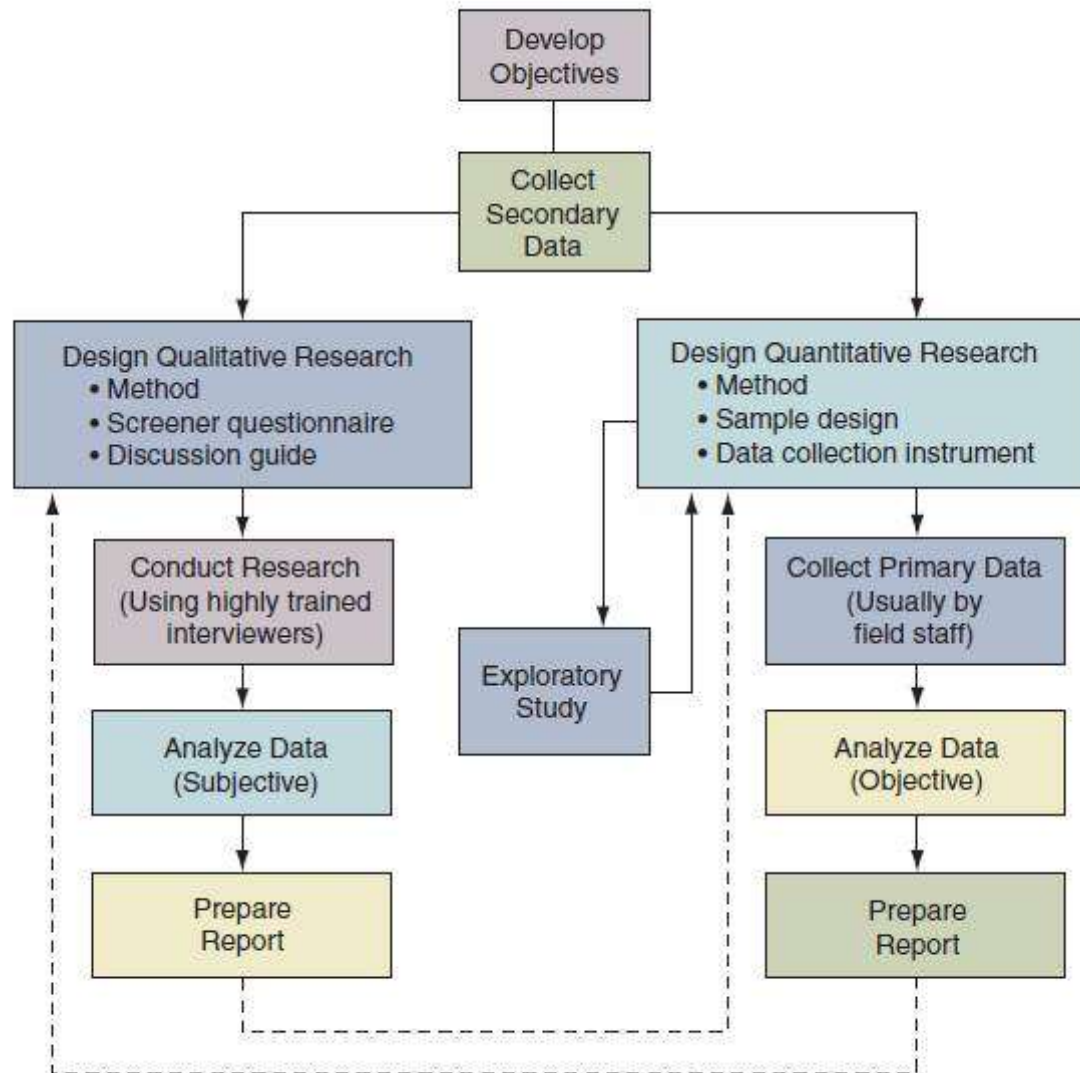 Develop
Objectives
Collect
Secondary
Data
Design Qualitative Research
• Method
• Screener questionnaire
• Discussion guide
Design Quantitative Research
• Method
• Sample design
• Data collection instrument
Conduct Research
(Using highly trained
interviewers)
Exploratory
Study
Collect Primary Data
(Usually by
field staff)
Analyze Data
(Subjective)
Analyze Data
(Objective)
Prepare
Report
Prepare
Report